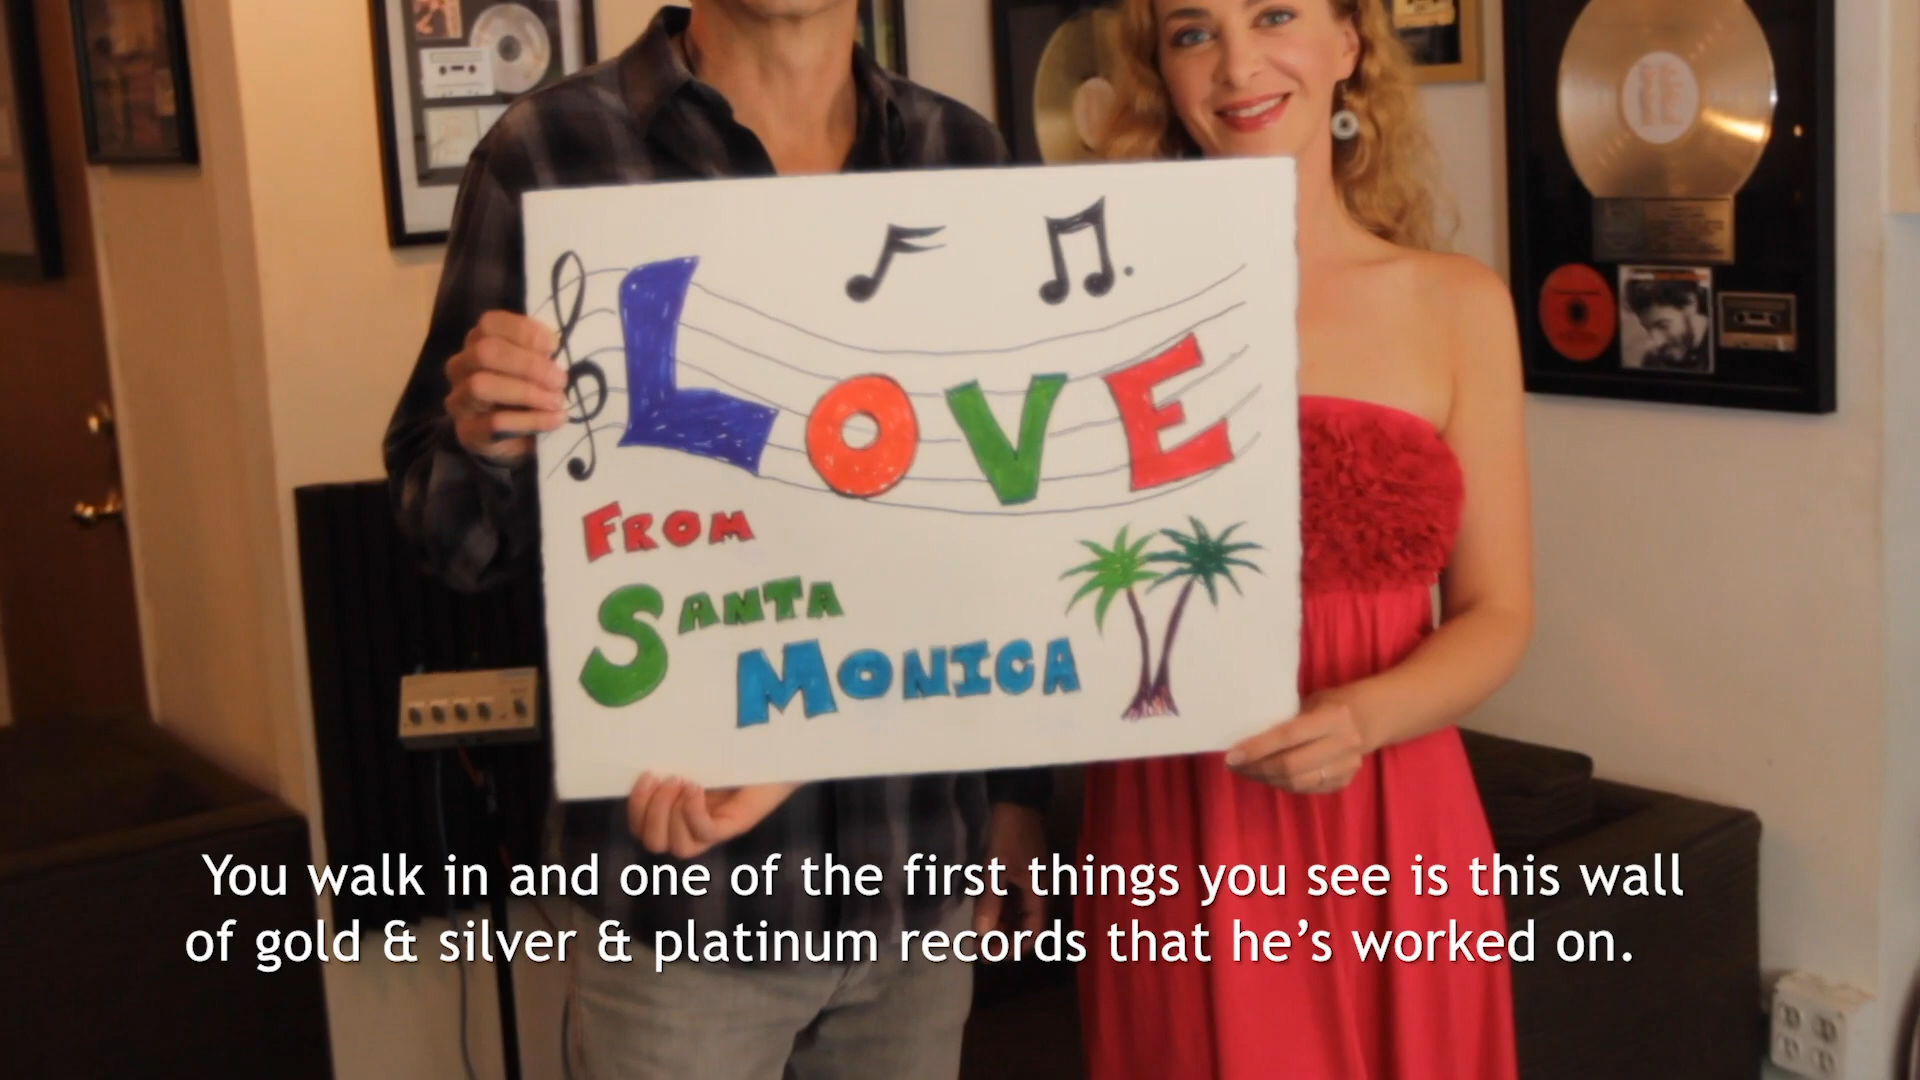 LOVE
FROM
SANTA
MONICA
You walk in and one of the first things you see is this wall
of gold & silver & platinum records that he’s worked on.